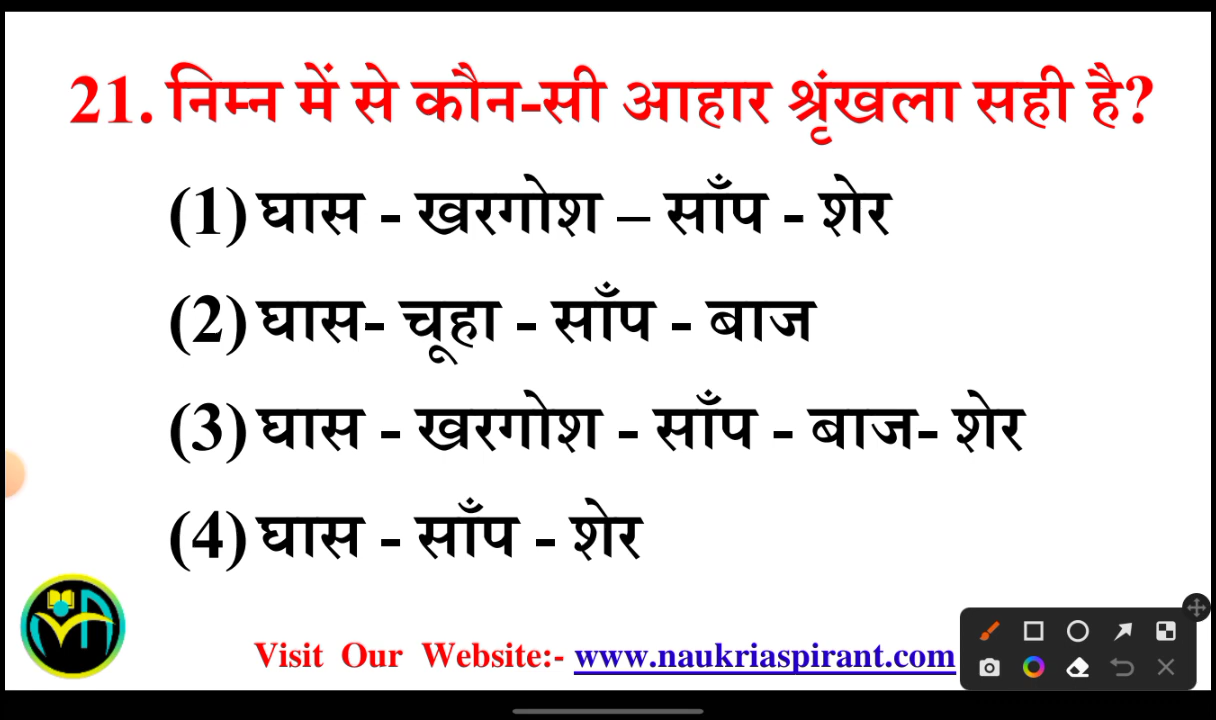 21. निम्न में से कौन-सी आहार श्रृंखला सही है?
(1) घास - खरगोश – साँप - शेर
(2) घास- चूहा - साँप - बाज
(3) घास - खरगोश - साँप - बाज- शेर
(4) घास - साँप - शेर
Visit Our Website:- www.naukriaspirant.com